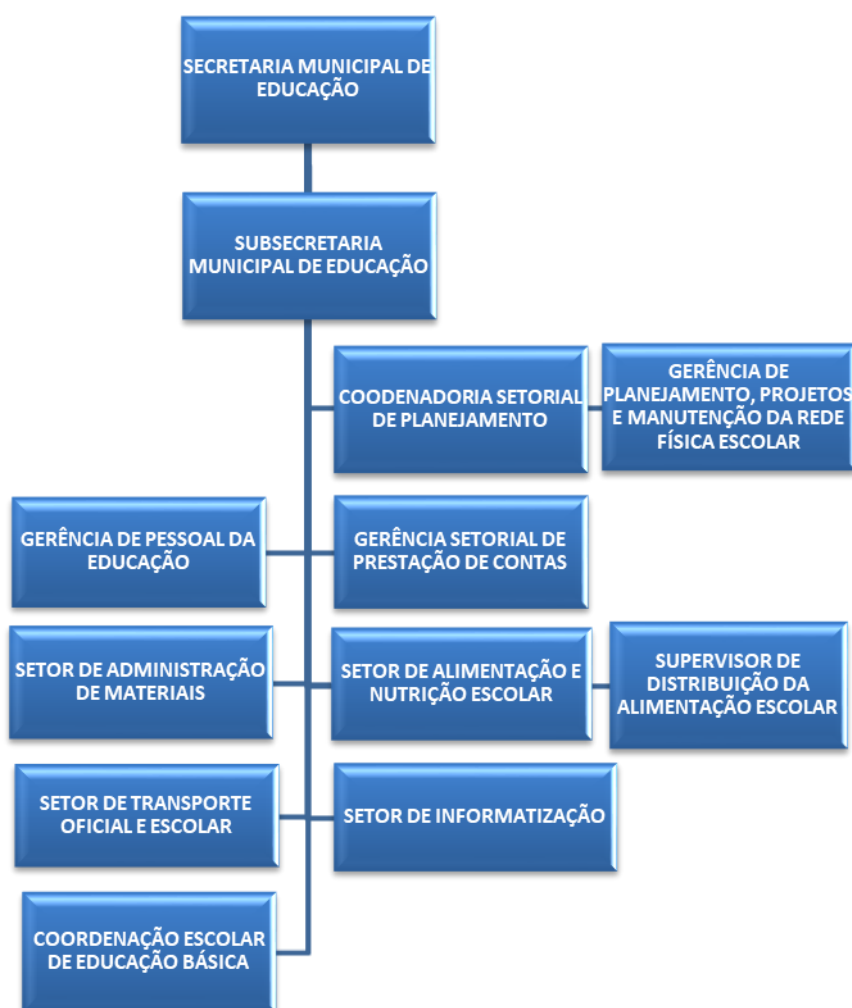 SECRETARIA MUNICIPAL DE
EDUCAÇÃO
SUBSECRETARIA
MUNICIPAL DE EDUCAÇÃO
COODENADORIA SETORIAL
DE PLANEJAMENTO
GERÊNCIA DE
PLANEJAMENTO, PROJETOS
E MANUTENÇÃO DA REDE
FÍSICA ESCOLAR
GERÊNCIA DE PESSOAL DA
EDUCAÇÃO
GERÊNCIA SETORIAL DE
PRESTAÇÃO DE CONTAS
SETOR DE ADMINISTRAÇÃO
DE MATERIAIS
SETOR DE ALIMENTAÇÃO E
NUTRIÇÃO ESCOLAR
SUPERVISOR DE
DISTRIBUIÇÃO DA
ALIMENTAÇÃO ESCOLAR
SETOR DE TRANSPORTE
OFICIAL E ESCOLAR
SETOR DE INFORMATIZAÇÃO
COORDENAÇÃO ESCOLAR
DE EDUCAÇÃO BÁSICA